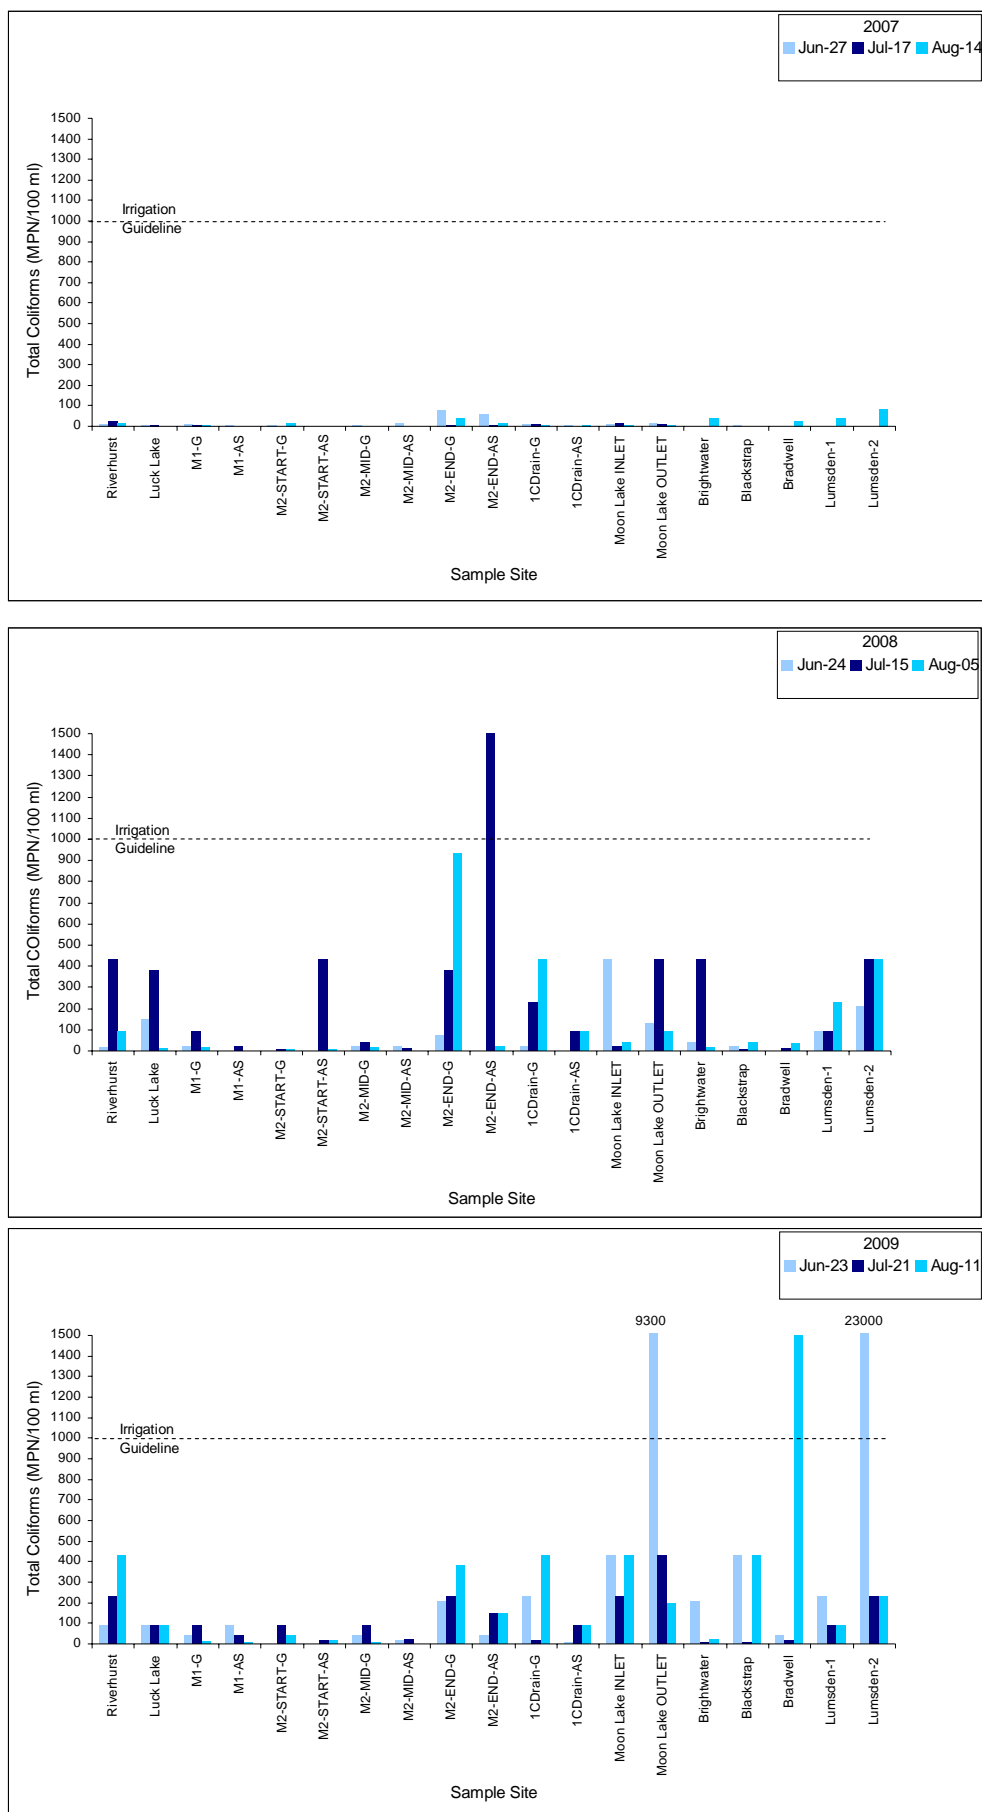 2007
Jun-27 Jul-17 Aug-14
Total Coliforms (MPN/100 ml)
1500
1400
1300
1200
1100
1000
900
800
700
600
500
400
300
200
100
0
Irrigation
Guideline
Riverhurst
Luck Lake
M1-G
M1-AS
M2-START-G
M2-START-AS
M2-MID-G
M2-MID-AS
M2-END-G
M2-END-AS
1CDrain-G
1CDrain-AS
Moon Lake INLET
Moon Lake OUTLET
Brightwater
Blackstrap
Bradwell
Lumsden-1
Lumsden-2
Sample Site
2008
Jun-24 Jul-15 Aug-05
Total COliforms (MPN/100 ml)
1500
1400
1300
1200
1100
1000
900
800
700
600
500
400
300
200
100
0
Irrigation
Guideline
Riverhurst
Luck Lake
M1-G
M1-AS
M2-START-G
M2-START-AS
M2-MID-G
M2-MID-AS
M2-END-G
M2-END-AS
1CDrain-G
1CDrain-AS
Moon Lake INLET
Moon Lake OUTLET
Brightwater
Blackstrap
Bradwell
Lumsden-1
Lumsden-2
Sample Site
2009
Jun-23 Jul-21 Aug-11
9300
23000
Total Coliforms (MPN/100 ml)
1500
1400
1300
1200
1100
1000
900
800
700
600
500
400
300
200
100
0
Irrigation
Guideline
Riverhurst
Luck Lake
M1-G
M1-AS
M2-START-G
M2-START-AS
M2-MID-G
M2-MID-AS
M2-END-G
M2-END-AS
1CDrain-G
1CDrain-AS
Moon Lake INLET
Moon Lake OUTLET
Brightwater
Blackstrap
Bradwell
Lumsden-1
Lumsden-2
Sample Site